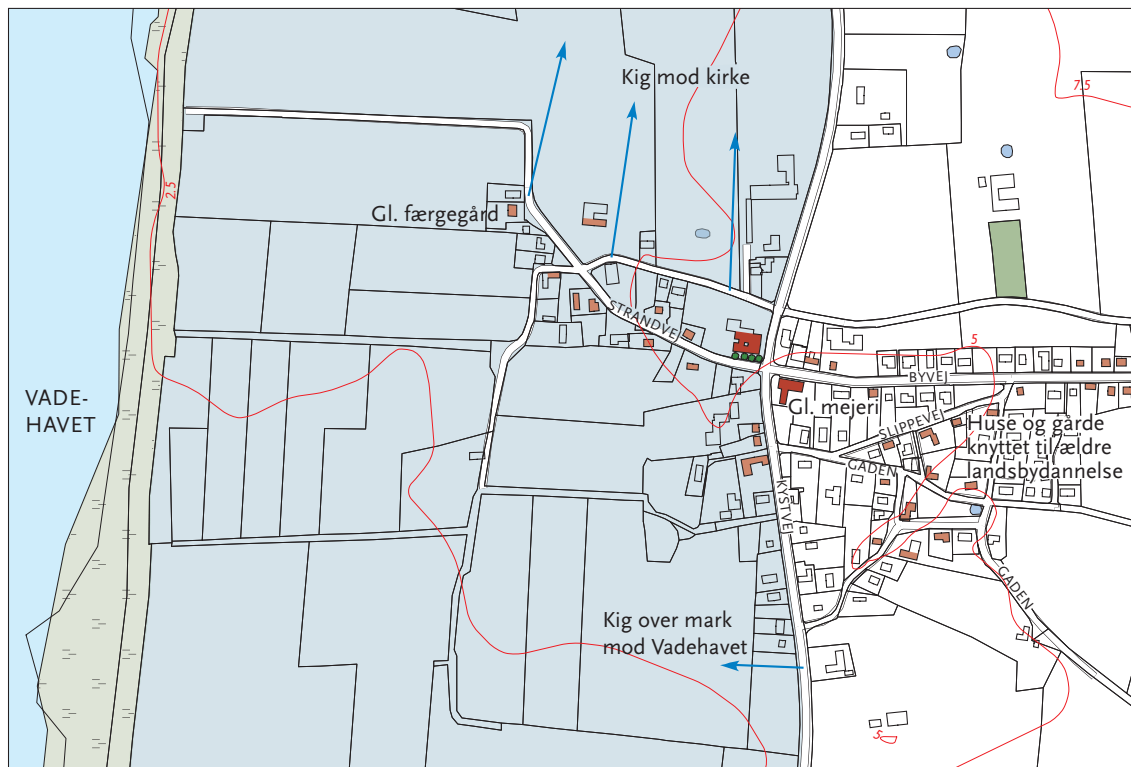 Kig mod kirke
7.5
2.5
Gl. færgegård
STRANDVE
5
BYVEJ
VADE-
HAVET
Gl. mejeri
SLIPPEVEJ
Huse og gårde
knyttet til ældre
landsbydannelse
GADEN
KYSTVEJ
GADEN
Kig over mark
mod Vadehavet
5